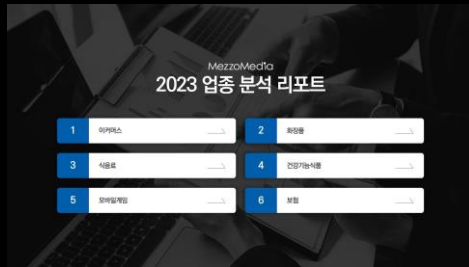 MezzoMedia
2023 업종 분석 리포트
1 이커머스
2 화장품
3 식음료
4 건강기능식품
5 모바일게임
6 보험